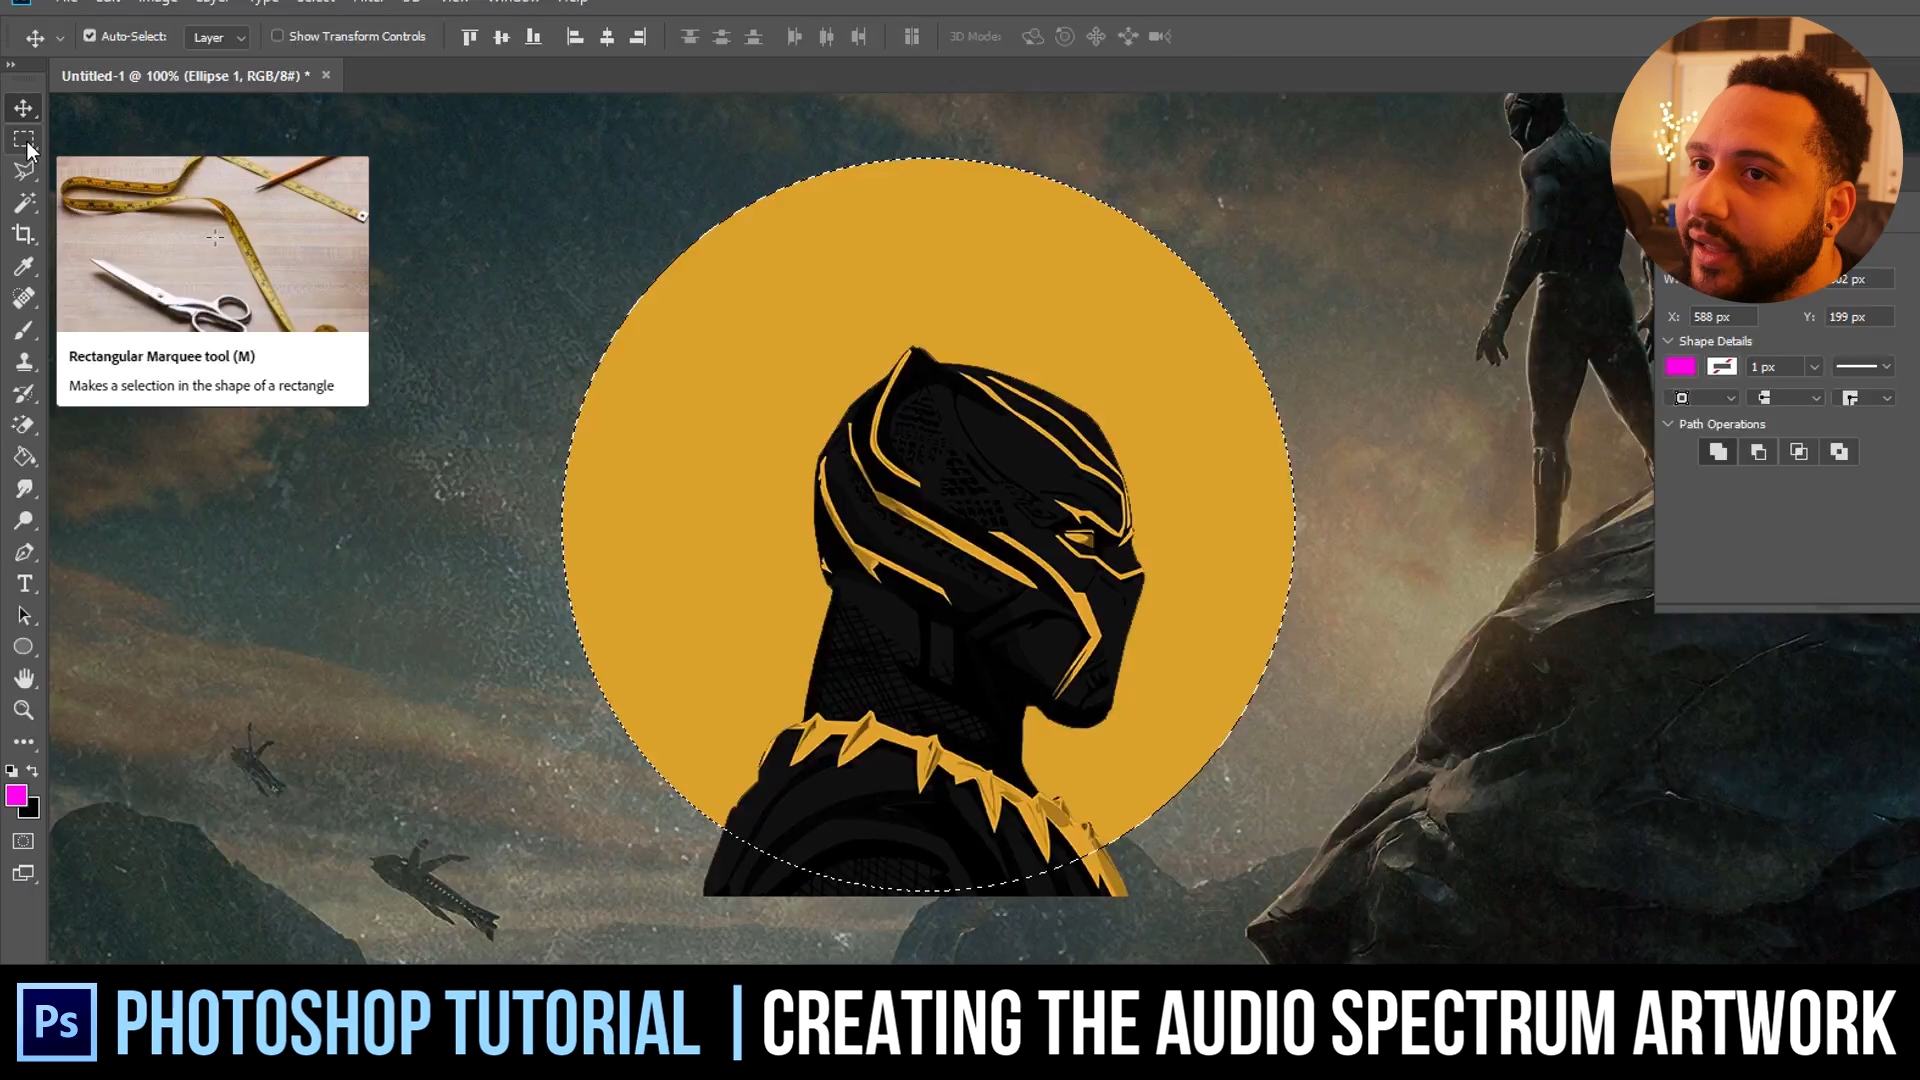 Auto-Select:
Layer
Show Transform Controls
3D Mode:
Untitled-1 @ 100% (Ellipse 1, RGB/8#) *
Rectangular Marquee tool (M)
Makes a selection in the shape of a rectangle
X: 588 px
Y: 199 px
Shape Details
1 px
Path Operations
Ps PHOTOSHOP TUTORIAL | CREATING THE AUDIO SPECTRUM ARTWORK